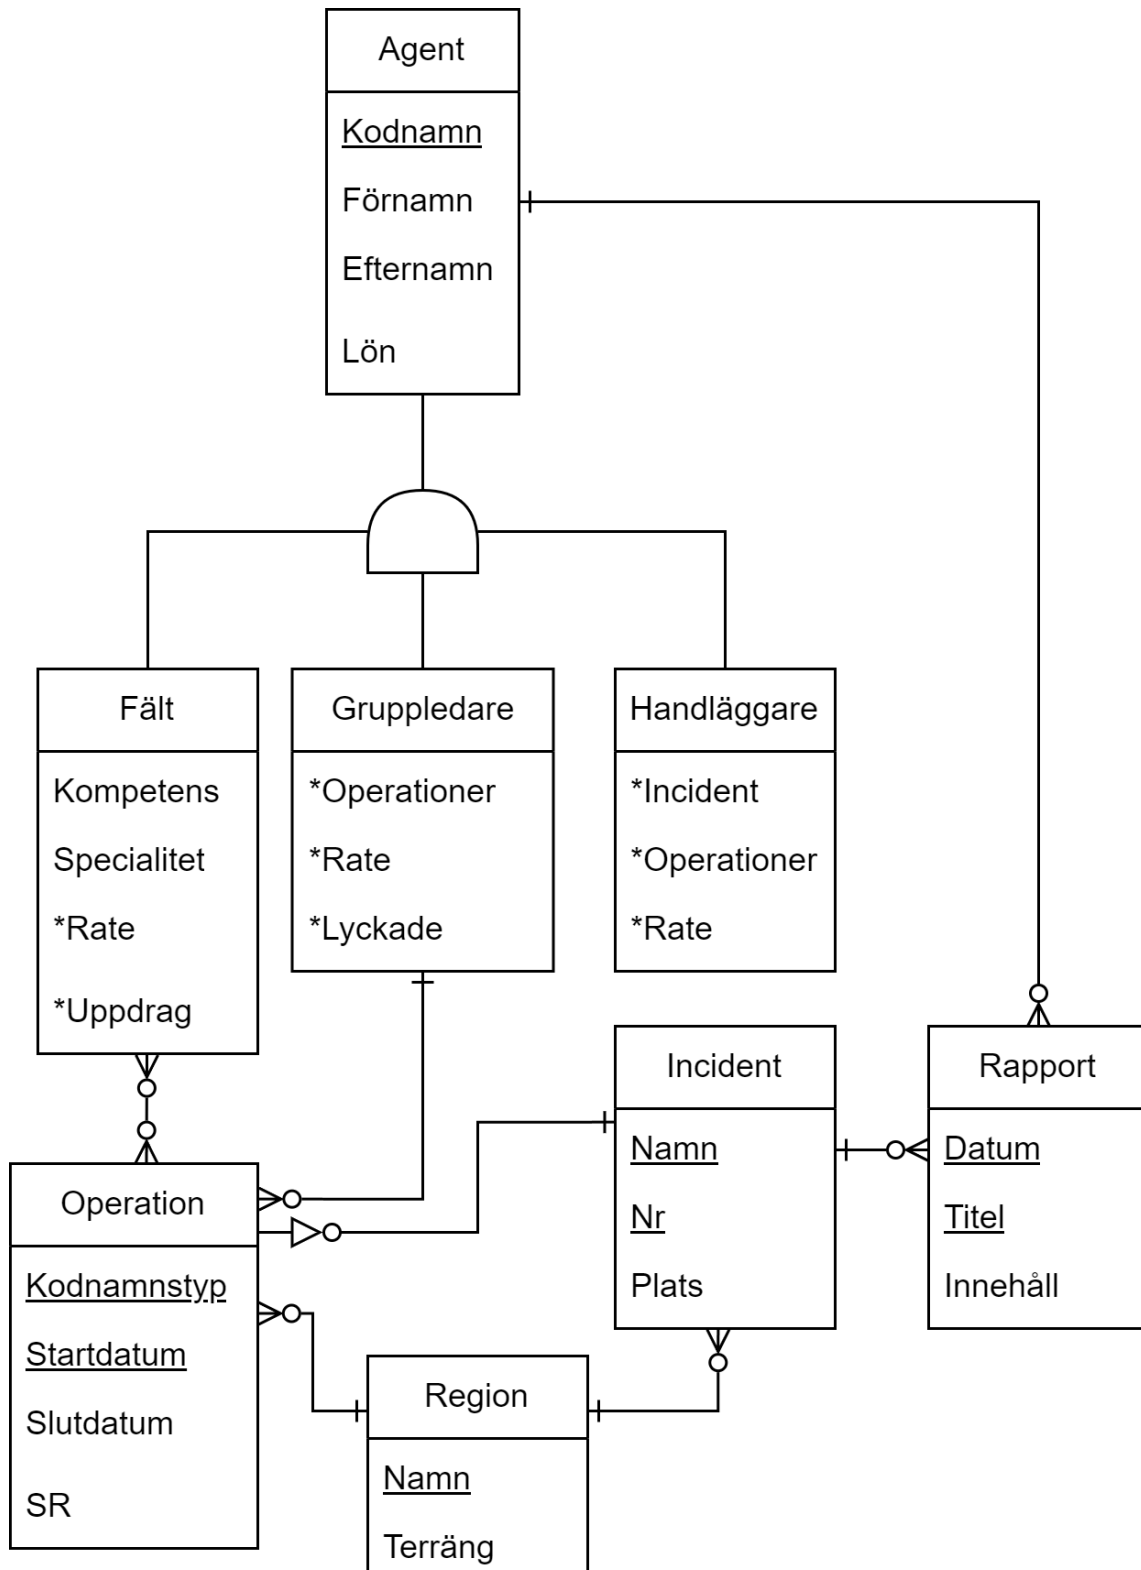 Agent
Kodnamn
Förnamn
Efternamn
Lön
Fält
Kompetens
Specialitet
*Rate
*Uppdrag
Gruppledare
*Operationer
*Rate
*Lyckade
Handläggare
*Incident
*Operationer
*Rate
Incident
Namn
Nr
Plats
Rapport
Datum
Titel
Innehåll
Operation
Kodnamnstyp
Startdatum
Slutdatum
SR
Region
Namn
Terräng